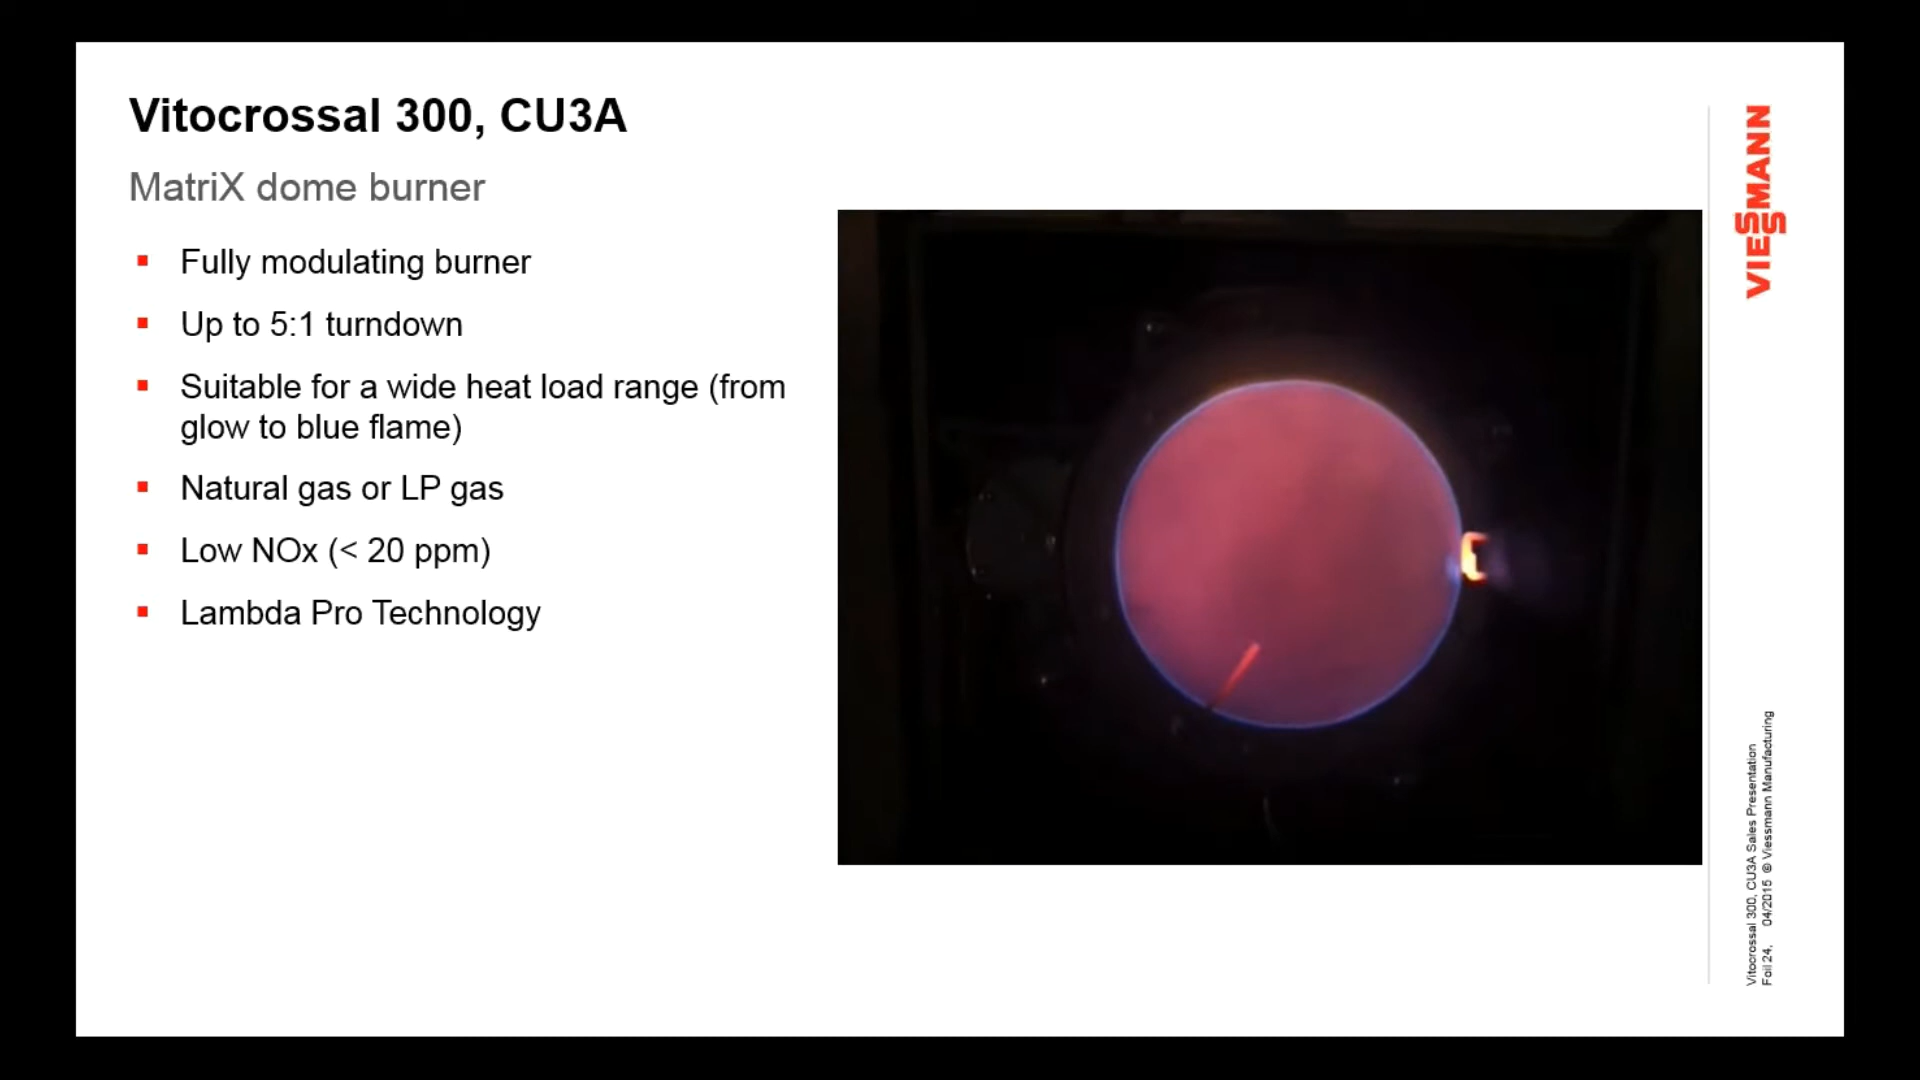 Vitocrossal 300, CU3A
MatriX dome burner
Fully modulating burner
Up to 5:1 turndown
Suitable for a wide heat load range (from
glow to blue flame)
Natural gas or LP gas
Low NOx (< 20 ppm)
Lambda Pro Technology
VIESSMANN
Vitocrossal 300, CU3A Sales Presentation
Foil 24, 04/2015 © Viessmann Manufacturing